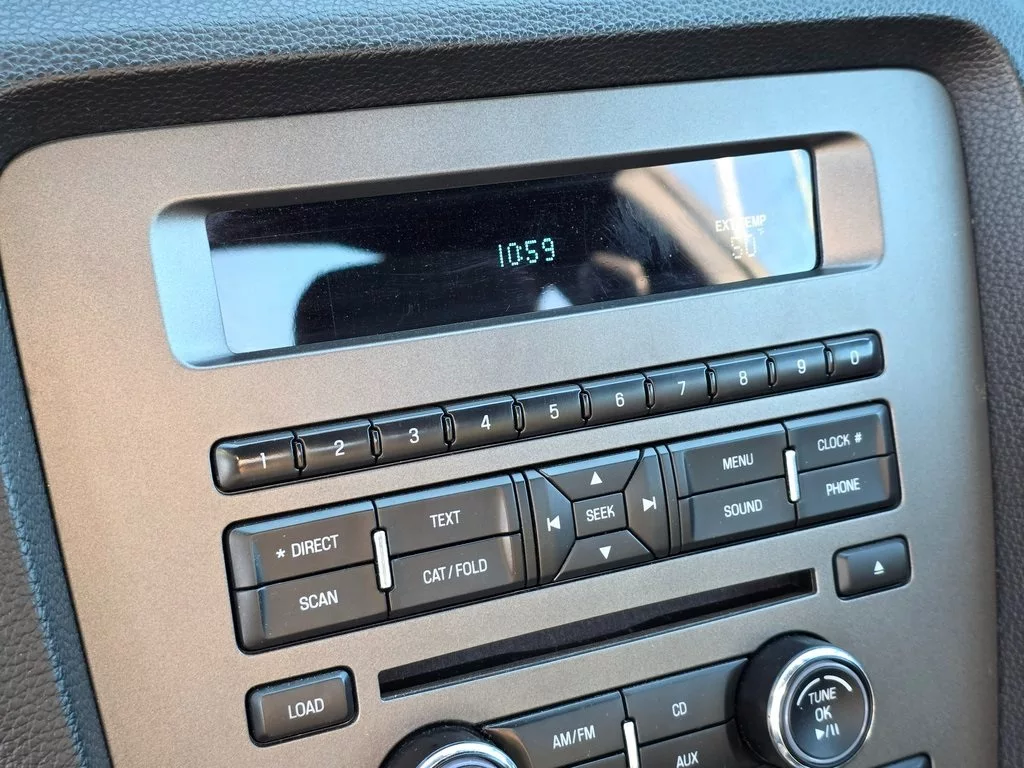 EXT TEMP
10:59
50°F
1 2 3 4 5 6 7 8 9 0
* DIRECT TEXT SEEK MENU CLOCK #
SCAN CAT/FOLD SOUND PHONE
LOAD
AM/FM CD TUNE
OK
AUX